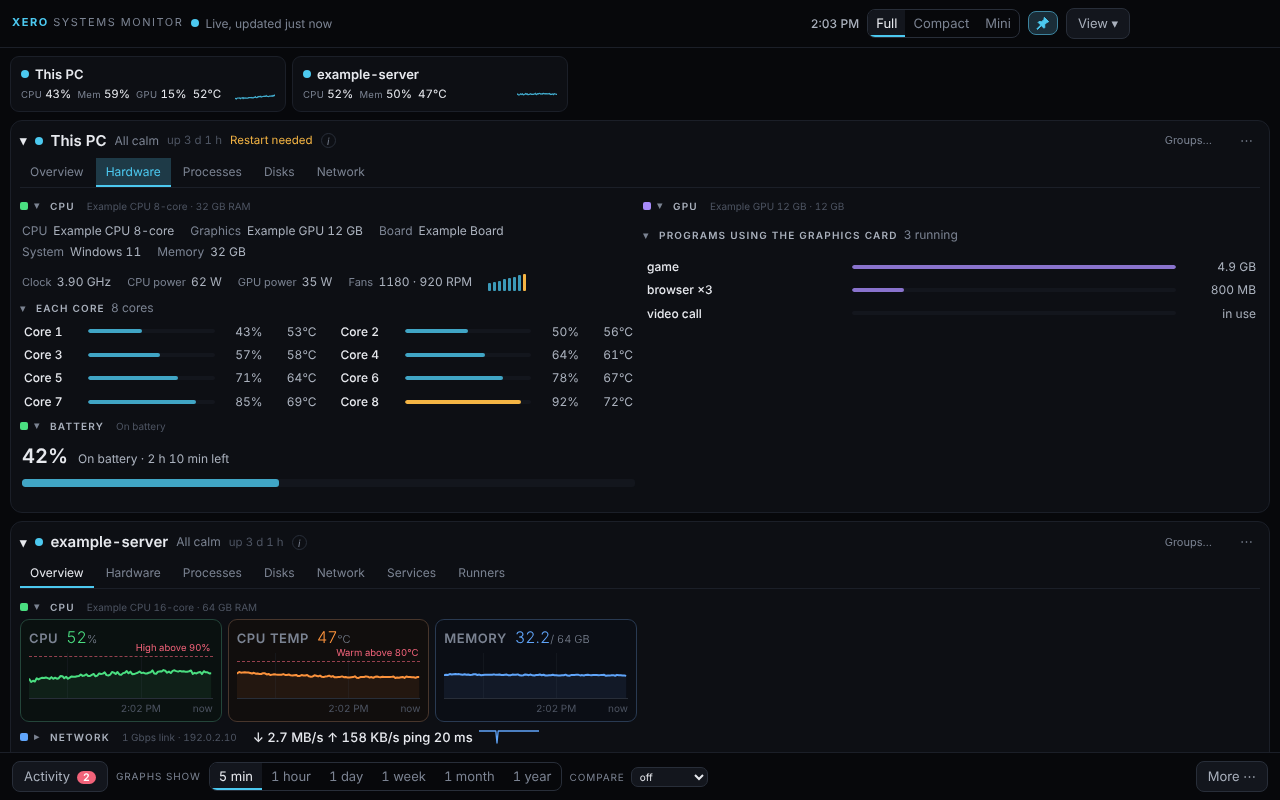 XERO SYSTEMS MONITOR Live, updated just now 2:03 PM Full Compact Mini View ▾
This PC
CPU 43% Mem 59% GPU 15% 52°C
example-server
CPU 52% Mem 50% 47°C
▾ This PC All calm up 3 d 1 h Restart needed i Groups... ···
Overview Hardware Processes Disks Network
▾ CPU Example CPU 8-core · 32 GB RAM
CPU Example CPU 8-core Graphics Example GPU 12 GB Board Example Board
System Windows 11 Memory 32 GB
Clock 3.90 GHz CPU power 62 W GPU power 35 W Fans 1180 · 920 RPM
▾ EACH CORE 8 cores
Core 1 43% 53°C Core 2 50% 56°C
Core 3 57% 58°C Core 4 64% 61°C
Core 5 71% 64°C Core 6 78% 67°C
Core 7 85% 69°C Core 8 92% 72°C
▾ BATTERY On battery
42% On battery · 2 h 10 min left
▾ GPU Example GPU 12 GB · 12 GB
▾ PROGRAMS USING THE GRAPHICS CARD 3 running
game 4.9 GB
browser ×3 800 MB
video call in use
▾ example-server All calm up 3 d 1 h i Groups... ···
Overview Hardware Processes Disks Network Services Runners
▾ CPU Example CPU 16-core · 64 GB RAM
CPU 52%
High above 90%
2:02 PM now
CPU TEMP 47°C
Warm above 80°C
2:02 PM now
MEMORY 32.2/ 64 GB
2:02 PM now
▸ NETWORK 1 Gbps link · 192.0.2.10 ↓ 2.7 MB/s ↑ 158 KB/s ping 20 ms
Activity 2 GRAPHS SHOW 5 min 1 hour 1 day 1 week 1 month 1 year COMPARE off More ···